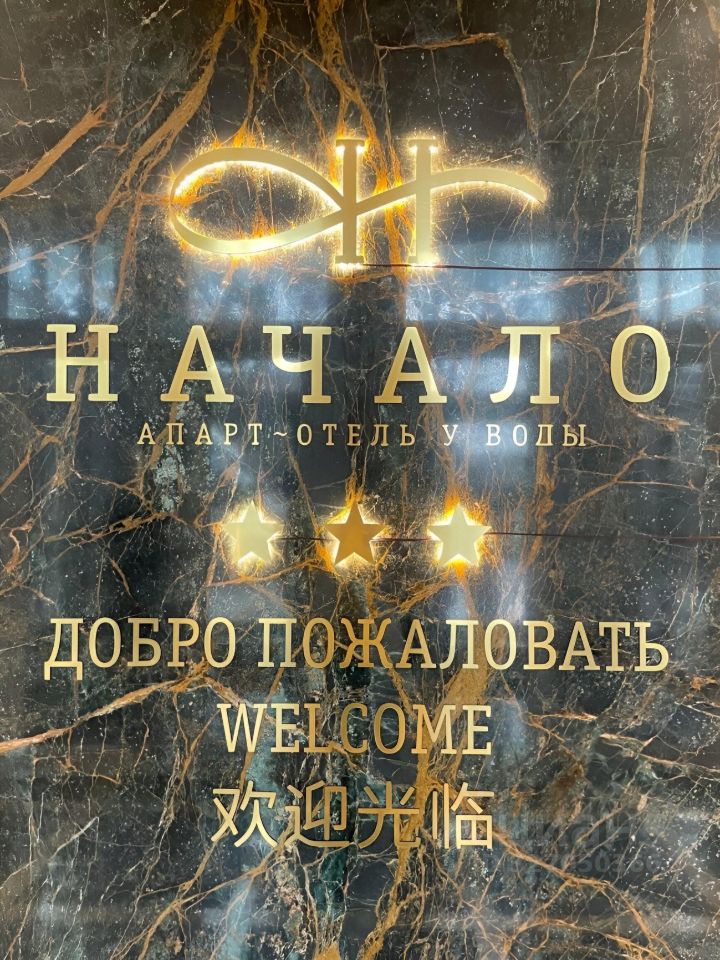 Н
НАЧАЛО
АПАРТ~ОТЕЛЬ У ВОДЫ
ДОБРО ПОЖАЛОВАТЬ
WELCOME
欢迎光临